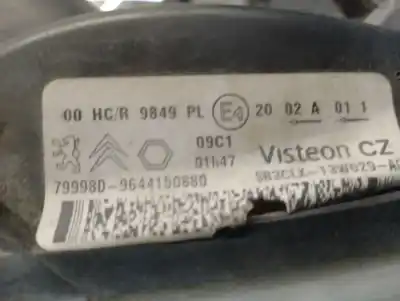 00 HC/R 9849 PL E4 20 02 A 01 1
09C1
01h47
Visteon CZ
79998D-9644150880